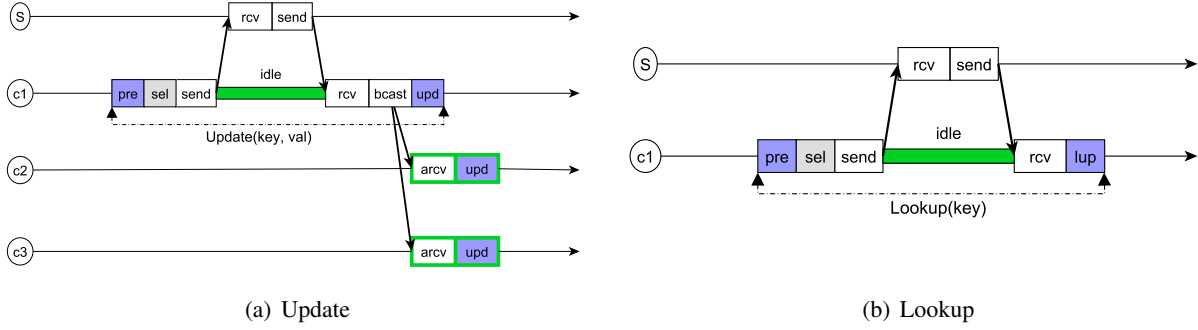 S rcv send
idle
c1 pre sel send rcv bcast upd
Update(key, val)
c2 arcv upd
c3 arcv upd
(a) Update
S rcv send
idle
c1 pre sel send rcv lup
Lookup(key)
(b) Lookup